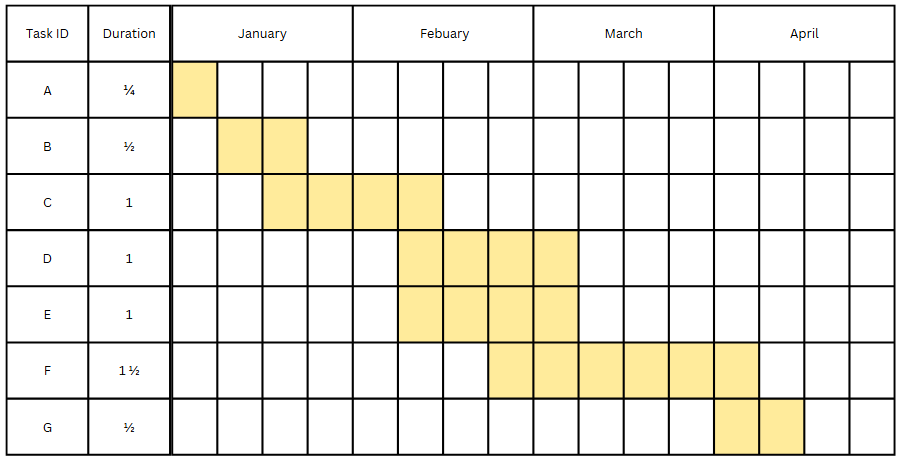 Task ID Duration January Febuary March April
A ¼
B ½
C 1
D 1
E 1
F 1 ½
G ½